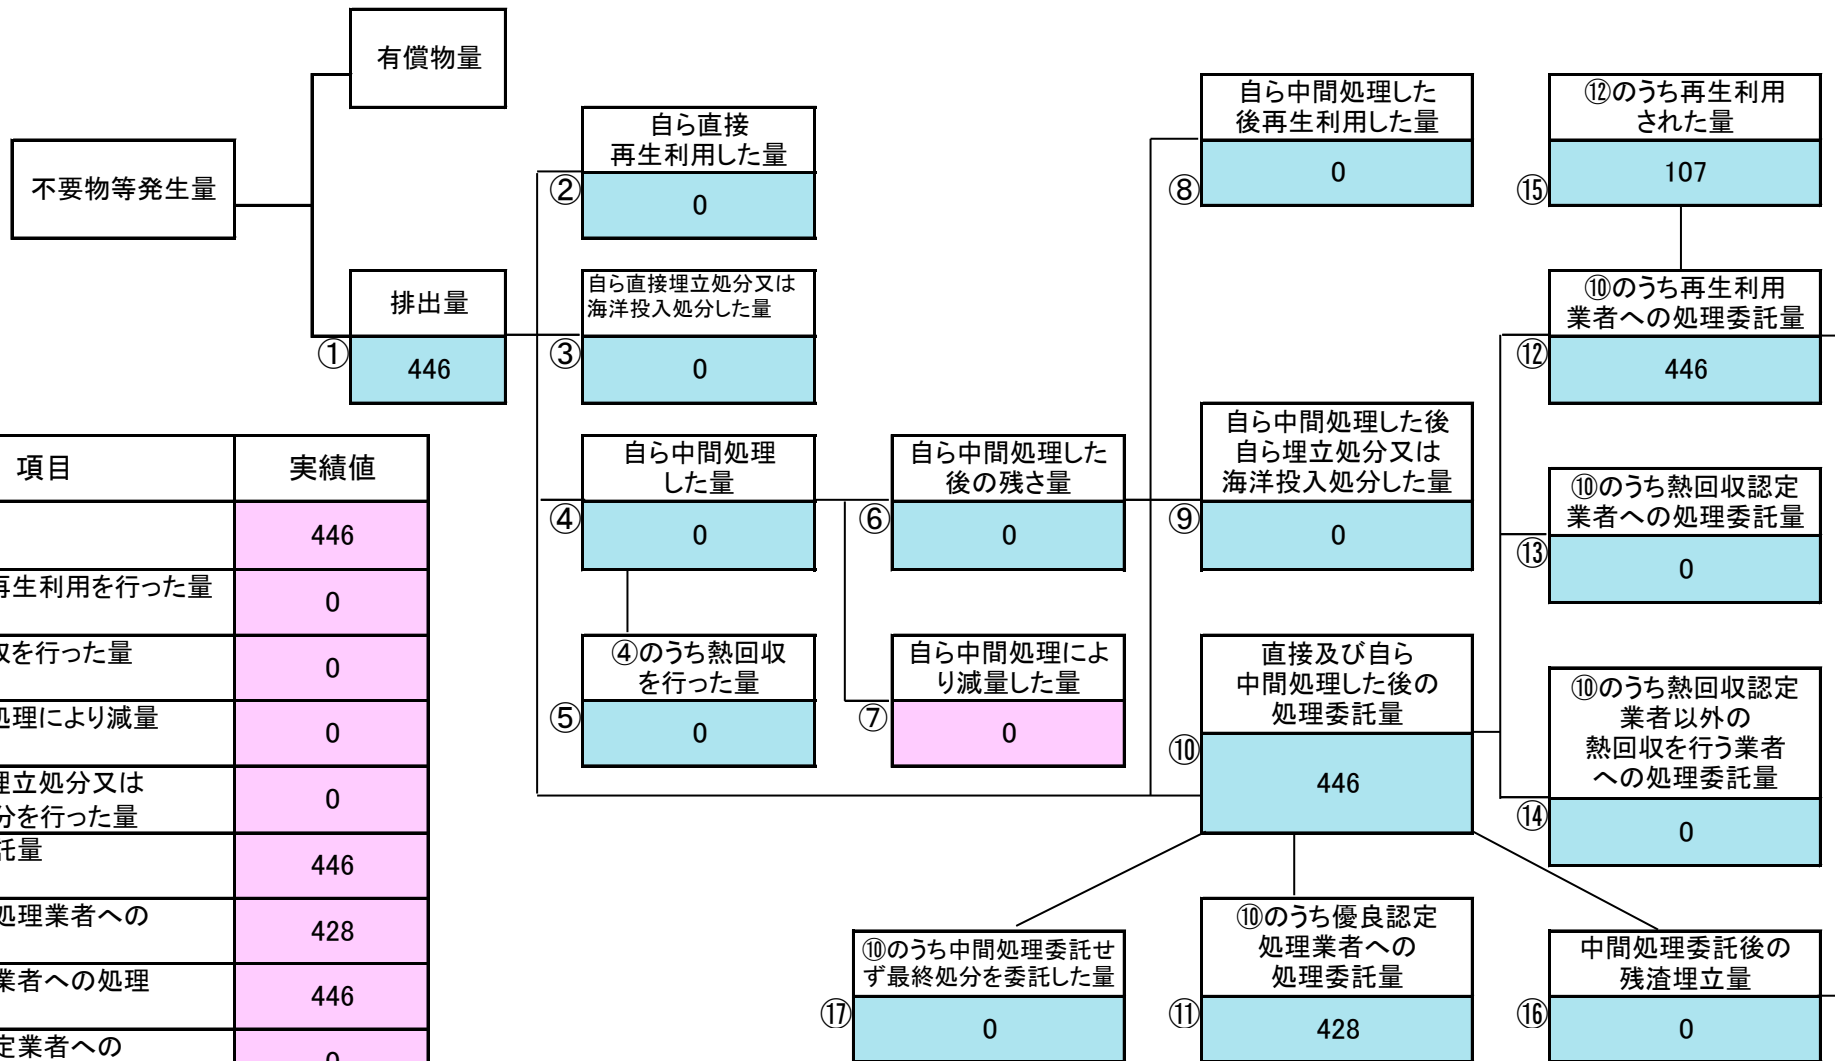 有償物量
不要物等発生量
排出量
①
446
自ら直接
再生利用した量
②
0
自ら直接埋立処分又は
海洋投入処分した量
③
0
自ら中間処理
した量
④
0
④のうち熱回収
を行った量
⑤
0
自ら中間処理した
後の残さ量
⑥
0
自ら中間処理によ
り減量した量
⑦
0
自ら中間処理した
後再生利用した量
⑧
0
自ら中間処理した後
自ら埋立処分又は
海洋投入処分した量
⑨
0
直接及び自ら
中間処理した後の
処理委託量
⑩
446
⑫のうち再生利用
された量
⑮
107
⑩のうち再生利用
業者への処理委託量
⑫
446
⑩のうち熱回収認定
業者への処理委託量
⑬
0
⑩のうち熱回収認定
業者以外の
熱回収を行う業者
への処理委託量
⑭
0
⑩のうち中間処理委託せ
ず最終処分を委託した量
⑰
0
⑩のうち優良認定
処理業者への
処理委託量
⑪
428
中間処理委託後の
残渣埋立量
⑯
0
項目 実績値
446
再生利用を行った量 0
収を行った量 0
処理により減量 0
埋立処分又は
分を行った量 0
託量 446
処理業者への 428
業者への処理 446
定業者への 0